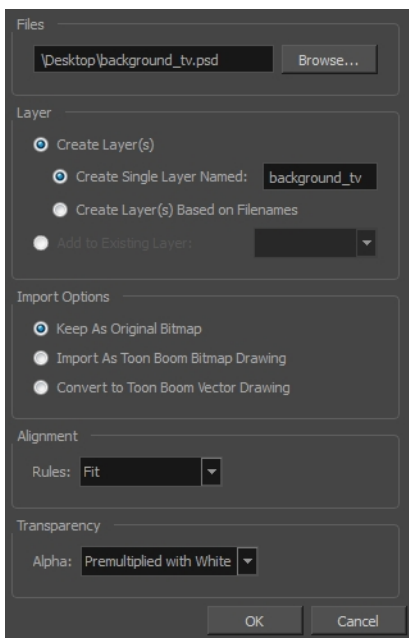 Files
\Desktop\background_tv.psd Browse...
Layer
Create Layer(s)
Create Single Layer Named: background_tv
Create Layer(s) Based on Filenames
Add to Existing Layer:
Import Options
Keep As Original Bitmap
Import As Toon Boom Bitmap Drawing
Convert to Toon Boom Vector Drawing
Alignment
Rules: Fit
Transparency
Alpha: Premultiplied with White
OK Cancel